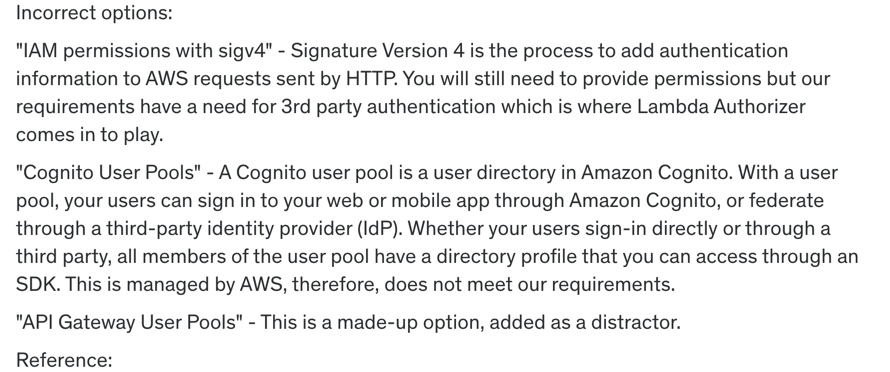 Incorrect options:
"IAM permissions with sigv4" - Signature Version 4 is the process to add authentication
information to AWS requests sent by HTTP. You will still need to provide permissions but our
requirements have a need for 3rd party authentication which is where Lambda Authorizer
comes in to play.
"Cognito User Pools" - A Cognito user pool is a user directory in Amazon Cognito. With a user
pool, your users can sign in to your web or mobile app through Amazon Cognito, or federate
through a third-party identity provider (IdP). Whether your users sign-in directly or through a
third party, all members of the user pool have a directory profile that you can access through an
SDK. This is managed by AWS, therefore, does not meet our requirements.
"API Gateway User Pools" - This is a made-up option, added as a distractor.
Reference: